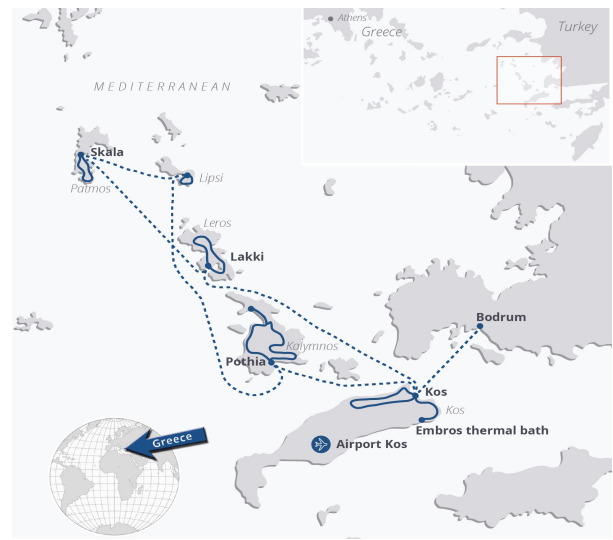 Athens
Greece
Turkey
MEDITERRANEAN
Skala
Patmos
Lipsi
Leros
Lakki
Kalymnos
Pothia
Bodrum
Kos
Kos
Embros thermal bath
Airport Kos
Greece